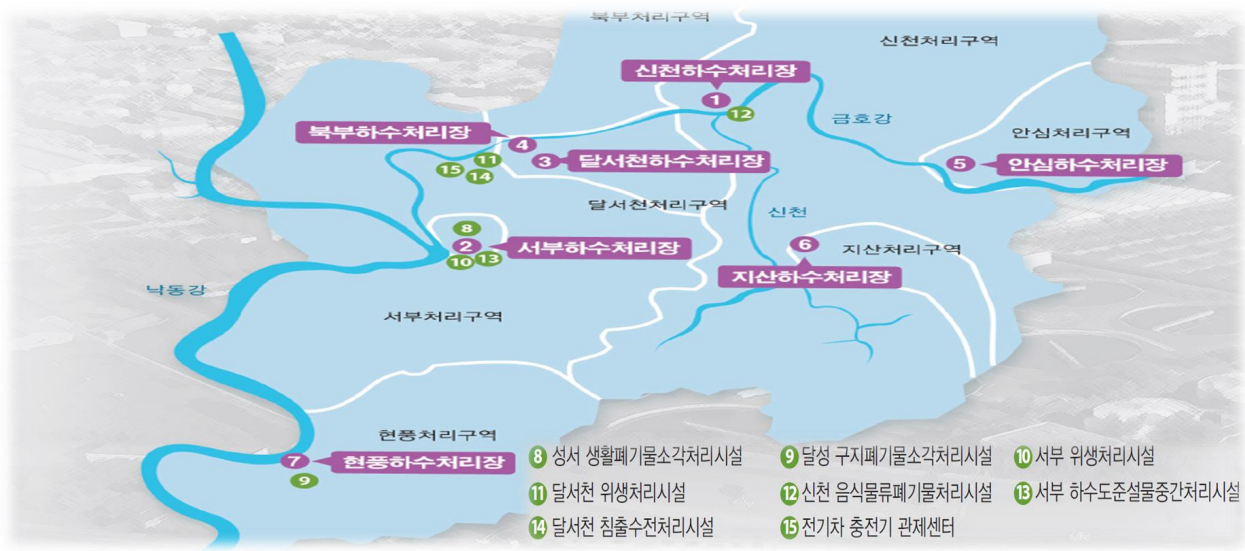 북부처리구역
신천처리구역
신천하수처리장
1
12
금호강
북부하수처리장
4
안심처리구역
3
달서천하수처리장
5
안심하수처리장
11
15
14
달서천처리구역
신천
8
2
서부하수처리장
10
13
6
지산처리구역
지산하수처리장
낙동강
서부처리구역
현풍처리구역
7
현풍하수처리장
9
8 성서 생활폐기물소각처리시설
9 달성 구지폐기물소각처리시설
10 서부 위생처리시설
11 달서천 위생처리시설
12 신천 음식물류폐기물처리시설
13 서부 하수도준설물중간처리시설
14 달서천 침출수전처리시설
15 전기차 충전기 관제센터